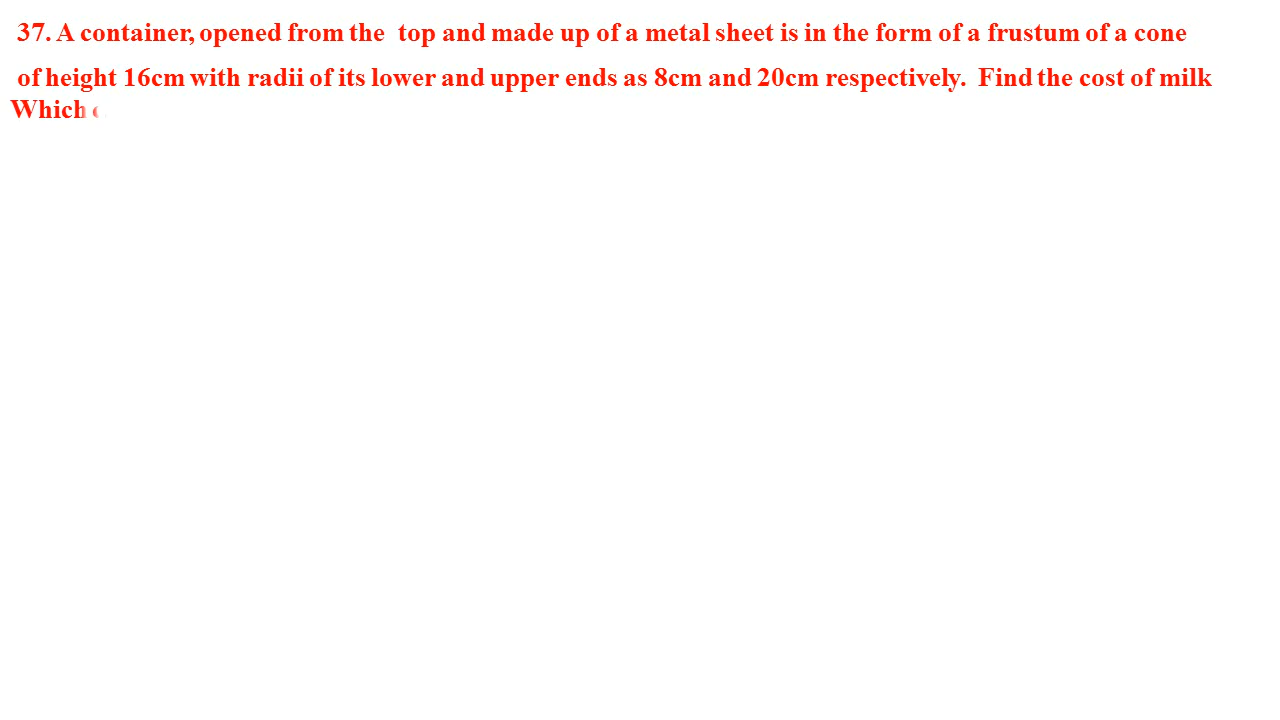 37. A container, opened from the top and made up of a metal sheet is in the form of a frustum of a cone
of height 16cm with radii of its lower and upper ends as 8cm and 20cm respectively. Find the cost of milk
Which